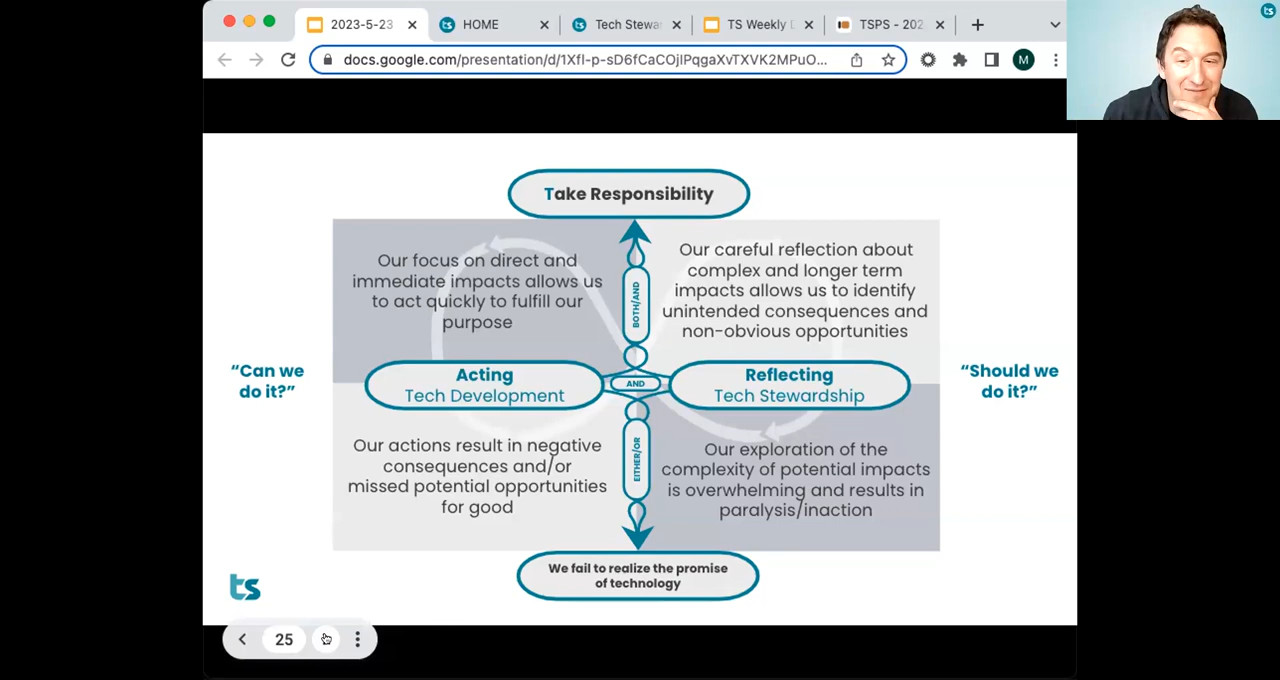 2023-5-23
HOME
Tech Stewa
TS Weekly
TSPS - 202
docs.google.com/presentation/d/1XfI-p-sD6fCaCOjlPqgaXvTXVK2MPuO...
M
ts
Take Responsibility
Our focus on direct and
immediate impacts allows us
to act quickly to fulfill our
purpose
BOTH/AND
Our careful reflection about
complex and longer term
impacts allows us to identify
unintended consequences and
non-obvious opportunities
“Can we
do it?”
Acting
Tech Development
AND
Reflecting
Tech Stewardship
“Should we
do it?”
Our actions result in negative
consequences and/or
missed potential opportunities
for good
EITHER/OR
Our exploration of the
complexity of potential impacts
is overwhelming and results in
paralysis/inaction
We fail to realize the promise
of technology
ts
25